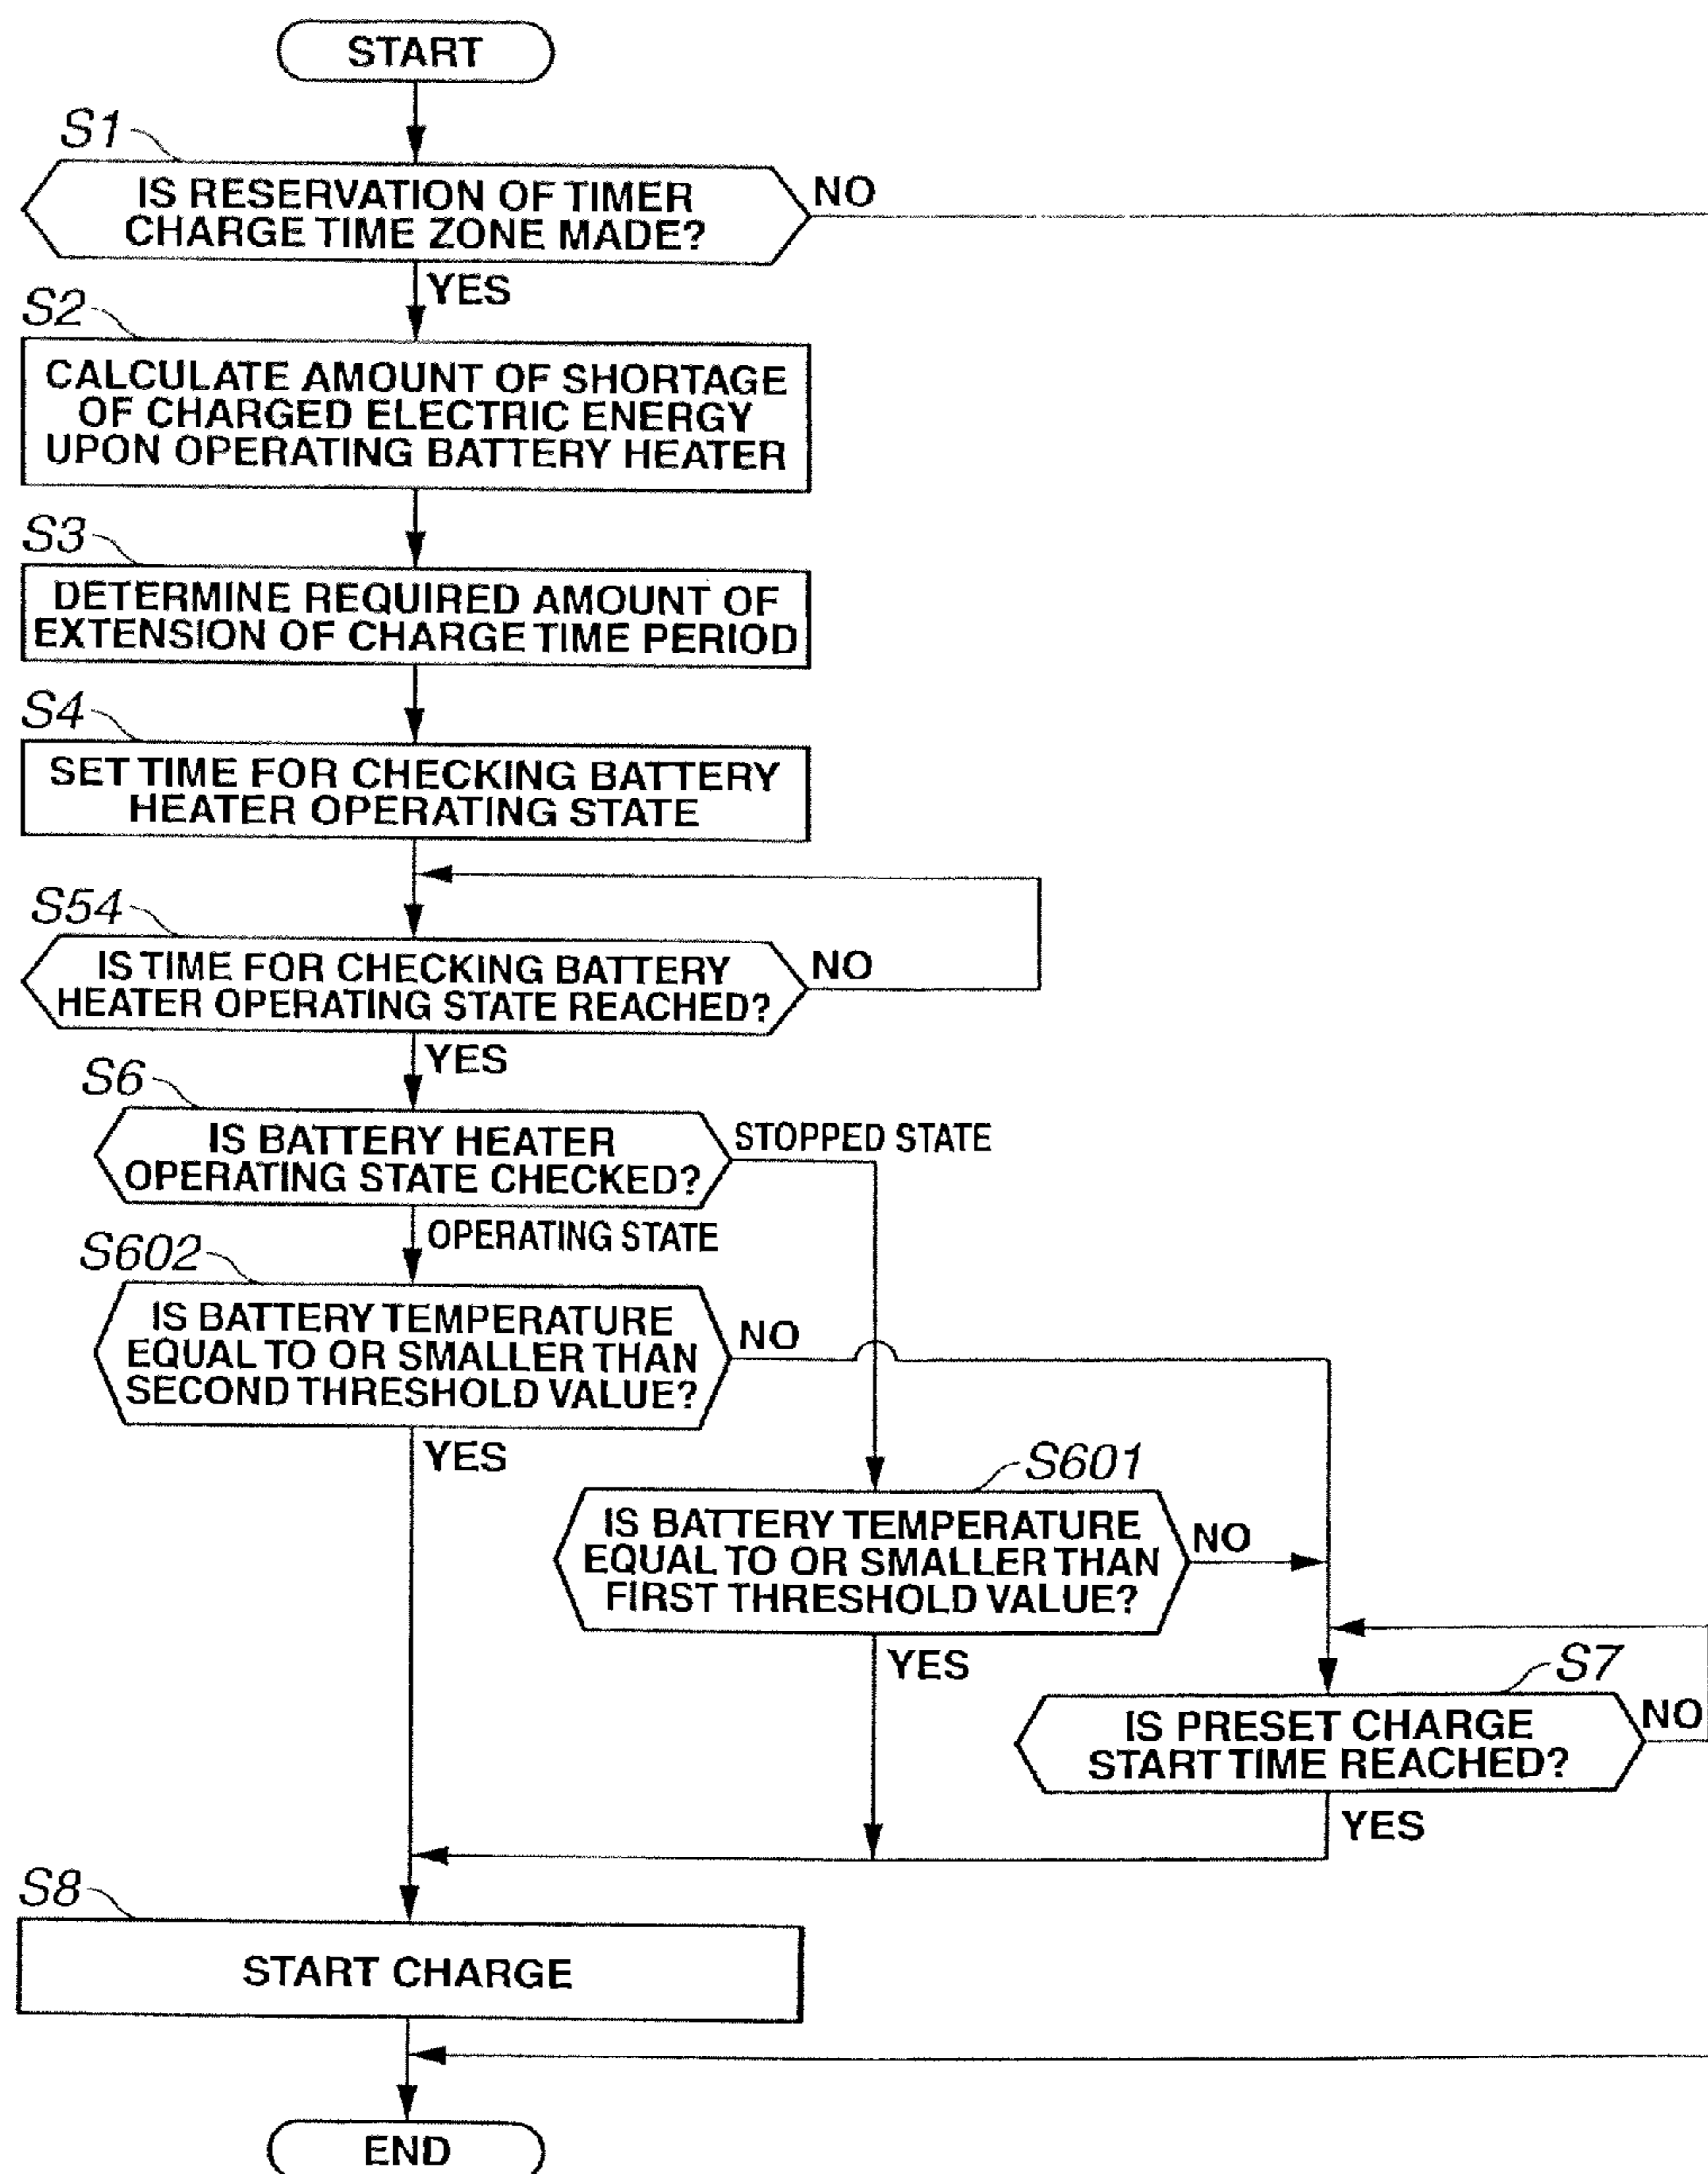 START
S1
IS RESERVATION OF TIMER
CHARGE TIME ZONE MADE?
NO
YES
S2
CALCULATE AMOUNT OF SHORTAGE
OF CHARGED ELECTRIC ENERGY
UPON OPERATING BATTERY HEATER
S3
DETERMINE REQUIRED AMOUNT OF
EXTENSION OF CHARGE TIME PERIOD
S4
SET TIME FOR CHECKING BATTERY
HEATER OPERATING STATE
S54
IS TIME FOR CHECKING BATTERY
HEATER OPERATING STATE REACHED?
NO
YES
S6
IS BATTERY HEATER
OPERATING STATE CHECKED?
STOPPED STATE
OPERATING STATE
S602
IS BATTERY TEMPERATURE
EQUAL TO OR SMALLER THAN
SECOND THRESHOLD VALUE?
NO
YES
S601
IS BATTERY TEMPERATURE
EQUAL TO OR SMALLER THAN
FIRST THRESHOLD VALUE?
NO
YES
S7
IS PRESET CHARGE
START TIME REACHED?
NO
YES
S8
START CHARGE
END